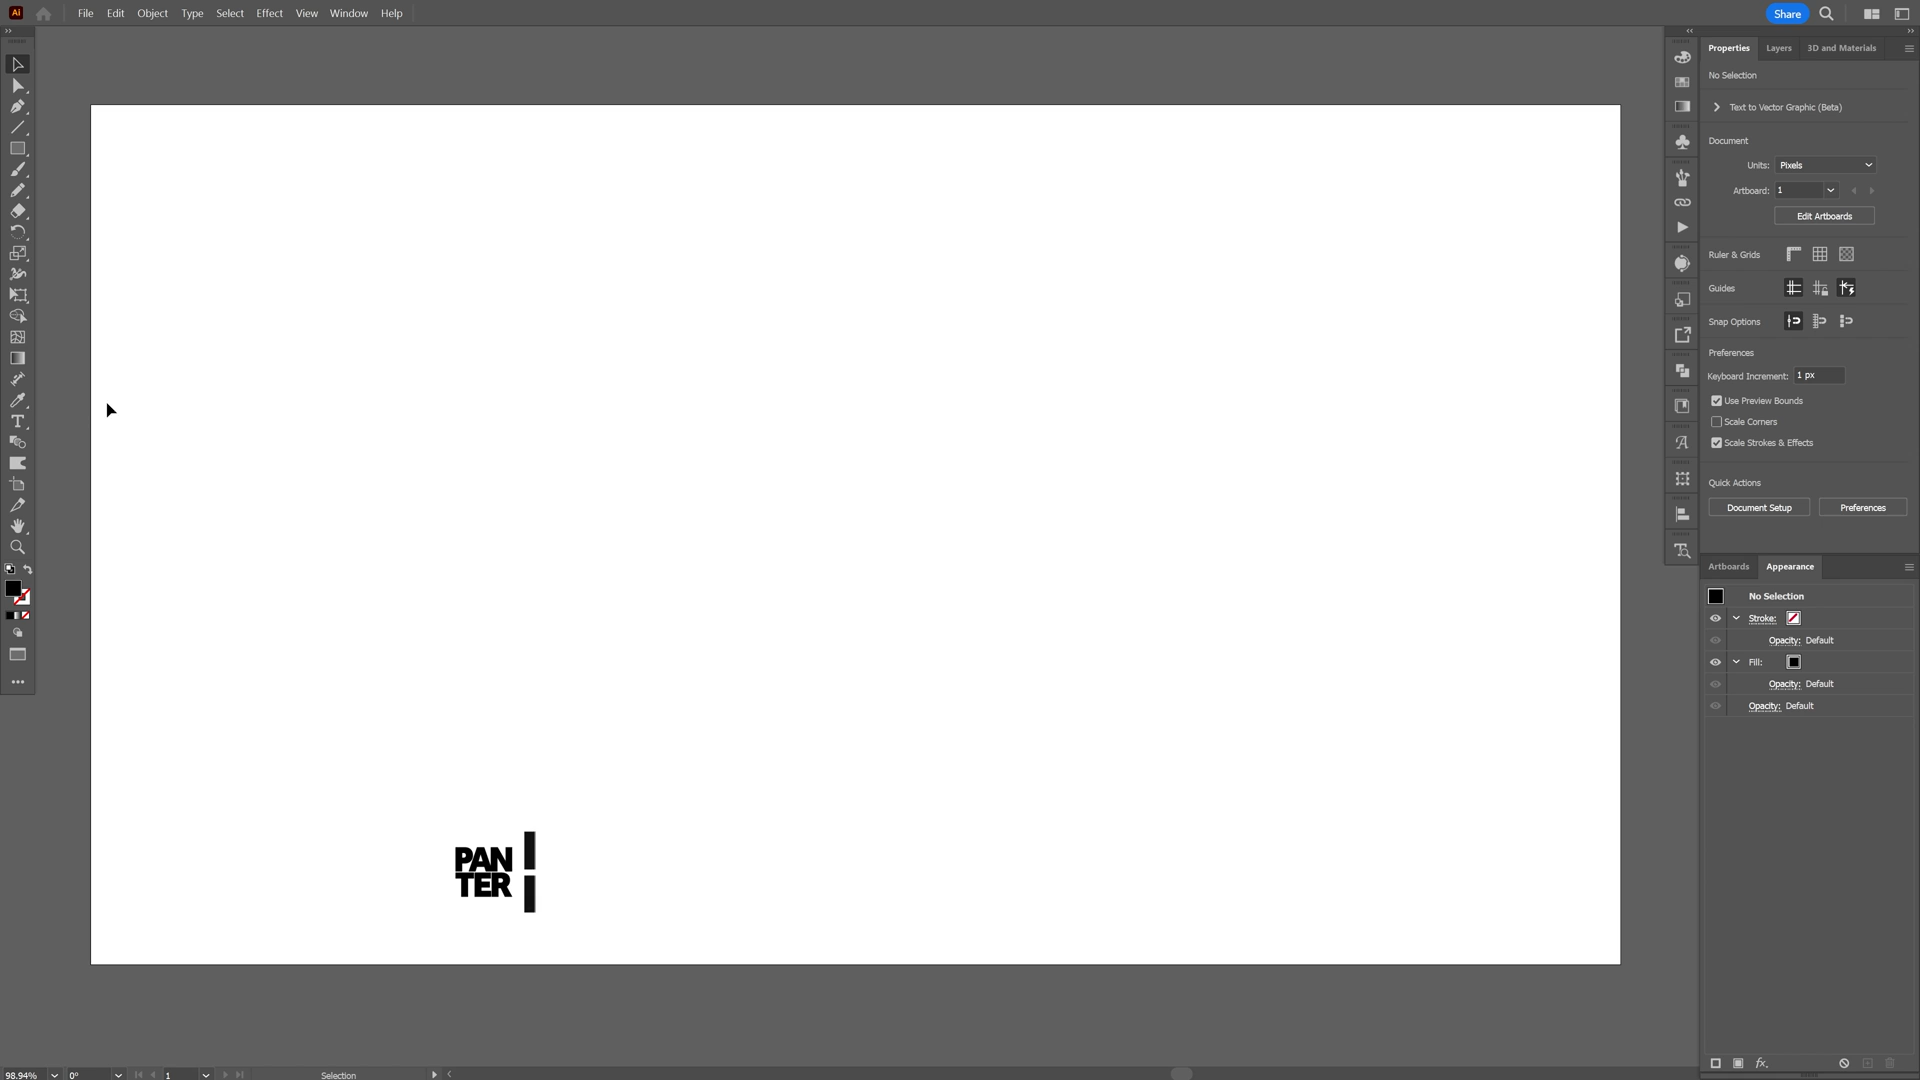 Ai
File Edit Object Type Select Effect View Window Help
Share
Properties Layers 3D and Materials
No Selection
Text to Vector Graphic (Beta)
Document
Units: Pixels
Artboard: 1
Edit Artboards
Ruler & Grids
Guides
Snap Options
Preferences
Keyboard Increment: 1 px
Use Preview Bounds
Scale Corners
Scale Strokes & Effects
Quick Actions
Document Setup Preferences
Artboards Appearance
No Selection
Stroke:
Opacity: Default
Fill:
Opacity: Default
Opacity: Default
PAN
TER
98.94% 0° 1 Selection